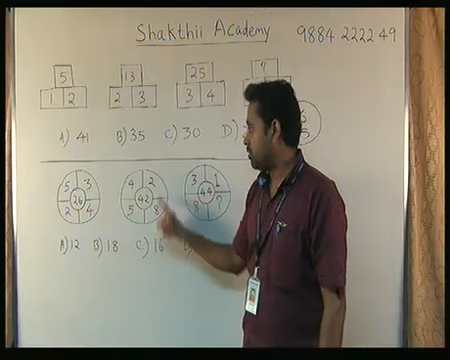 Shakthii Academy 9884 2222 49
5 13 25 ?
1 2 2 3 3 4
A) 41 B) 35 C) 30 D)
5 3 4 2 3 1
26 42 44
2 4 5 8 8 ?
A) 12 B) 18 C) 16